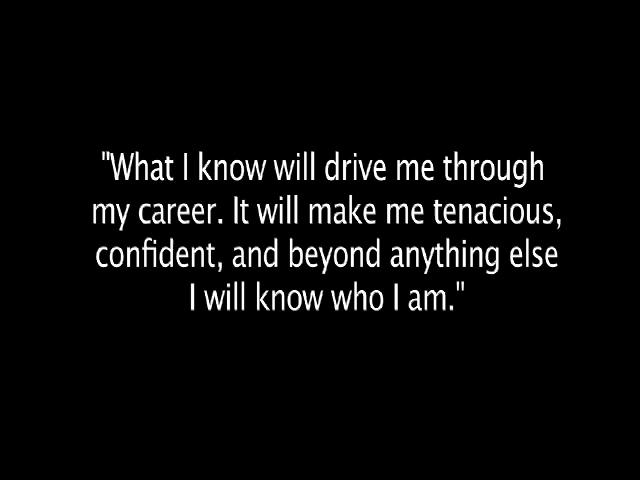 "What I know will drive me through
my career. It will make me tenacious,
confident, and beyond anything else
I will know who I am."